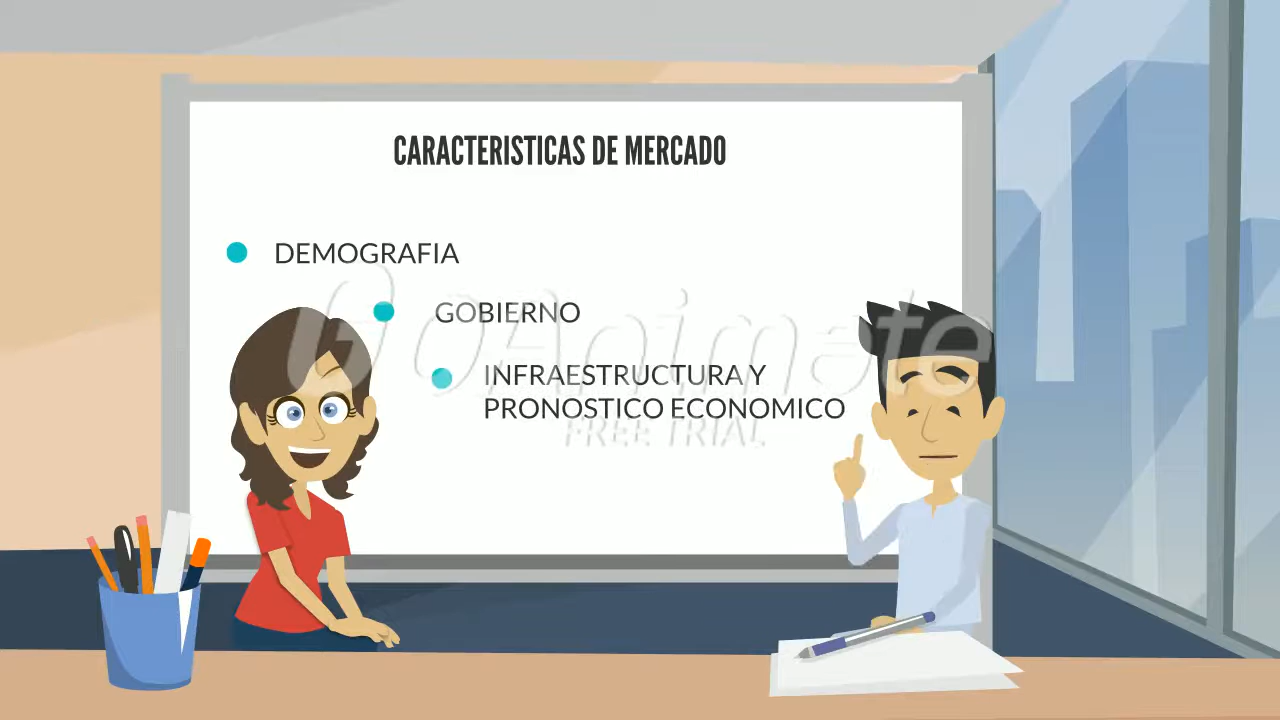 CARACTERISTICAS DE MERCADO
DEMOGRAFIA
GOBIERNO
INFRAESTRUCTURA Y
PRONOSTICO ECONOMICO
GoAnimate
FREE TRIAL